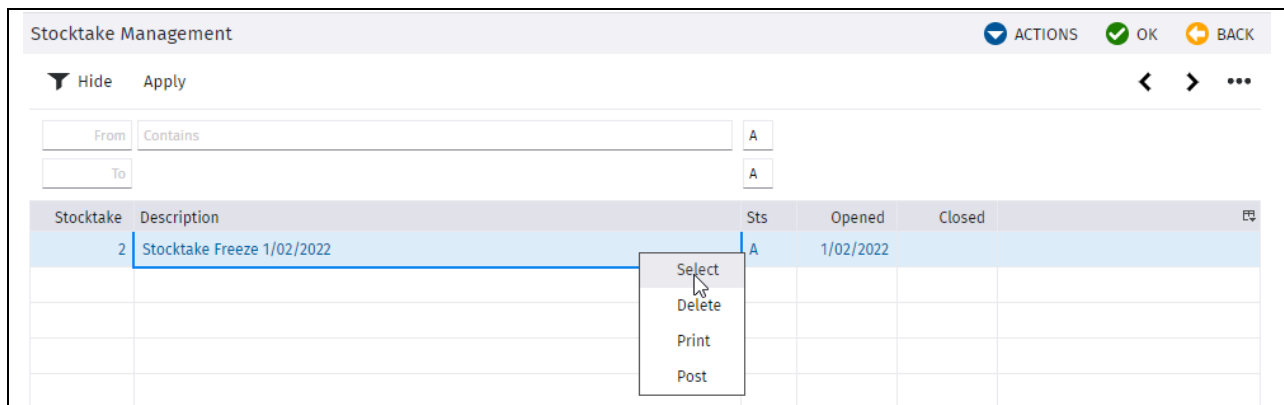 Stocktake Management ACTIONS OK BACK
Hide Apply
From Contains A
To A
Stocktake Description Sts Opened Closed
2 Stocktake Freeze 1/02/2022 A 1/02/2022
Select
Delete
Print
Post